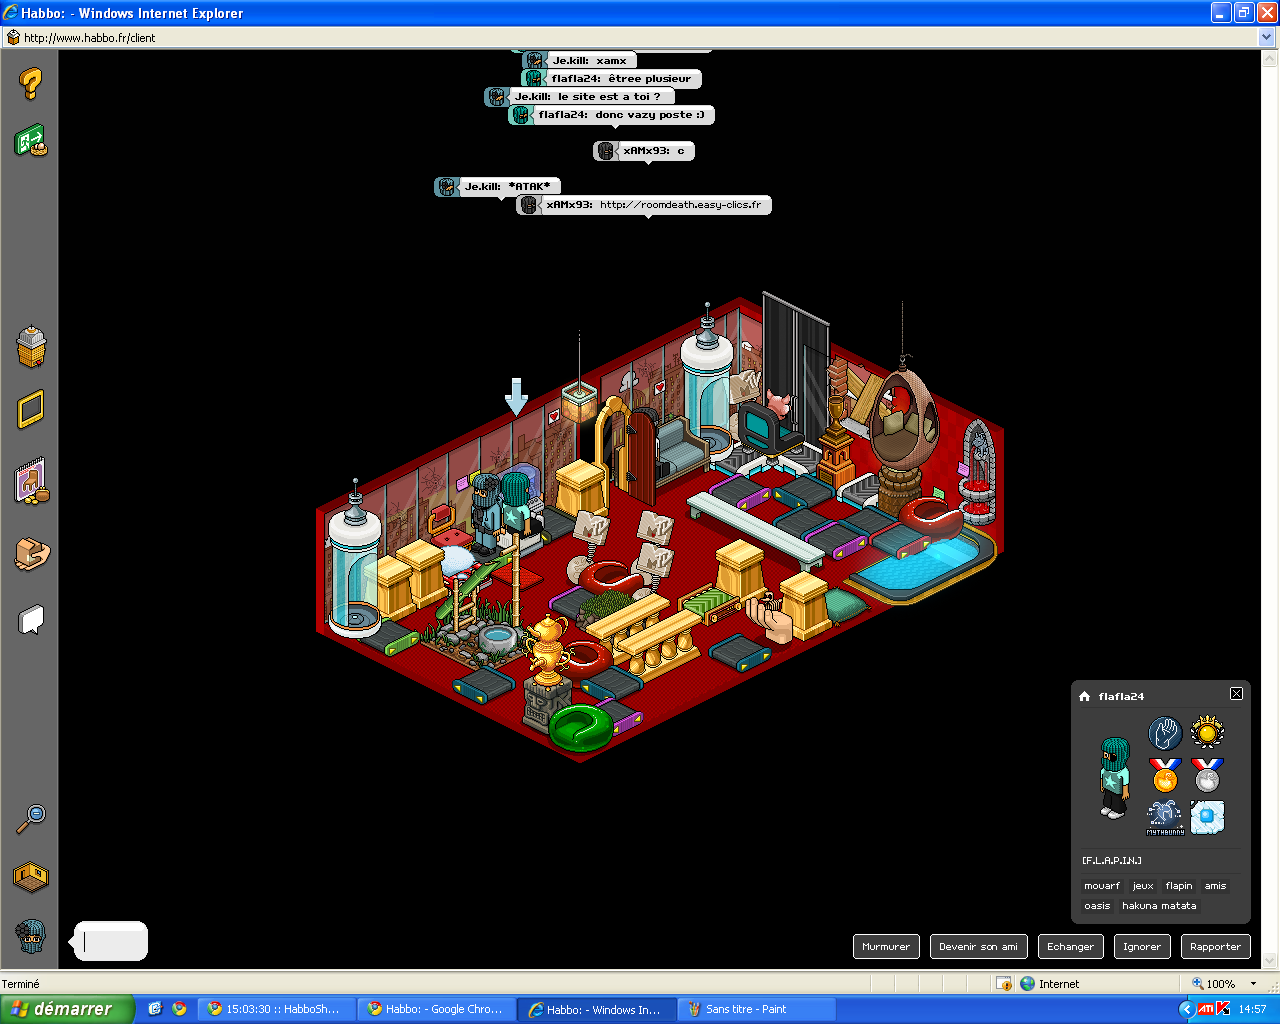 Habbo: - Windows Internet Explorer
http://www.habbo.fr/client
Je.kill: xamx
flafla24: êtree plusieur
Je.kill: le site est a toi ?
flafla24: donc vazy poste :)
xAMx93: c
Je.kill: *ATAK*
xAMx93: http://roomdeath.easy-clics.fr
flafla24
MYTHBUNNY
[F.L.A.P.I.N.]
mouarf jeux flapin amis
oasis hakuna matata
Murmurer Devenir son ami Echanger Ignorer Rapporter
Terminé Internet 100%
démarrer 15:03:30 :: HabboSh... Habbo: - Google Chro... Habbo: - Windows In... Sans titre - Paint ATI K 14:57